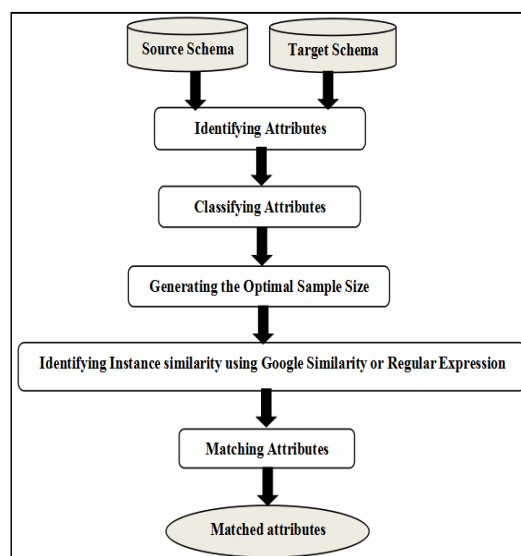 Source Schema
Target Schema
Identifying Attributes
Classifying Attributes
Generating the Optimal Sample Size
Identifying Instance similarity using Google Similarity or Regular Expression
Matching Attributes
Matched attributes